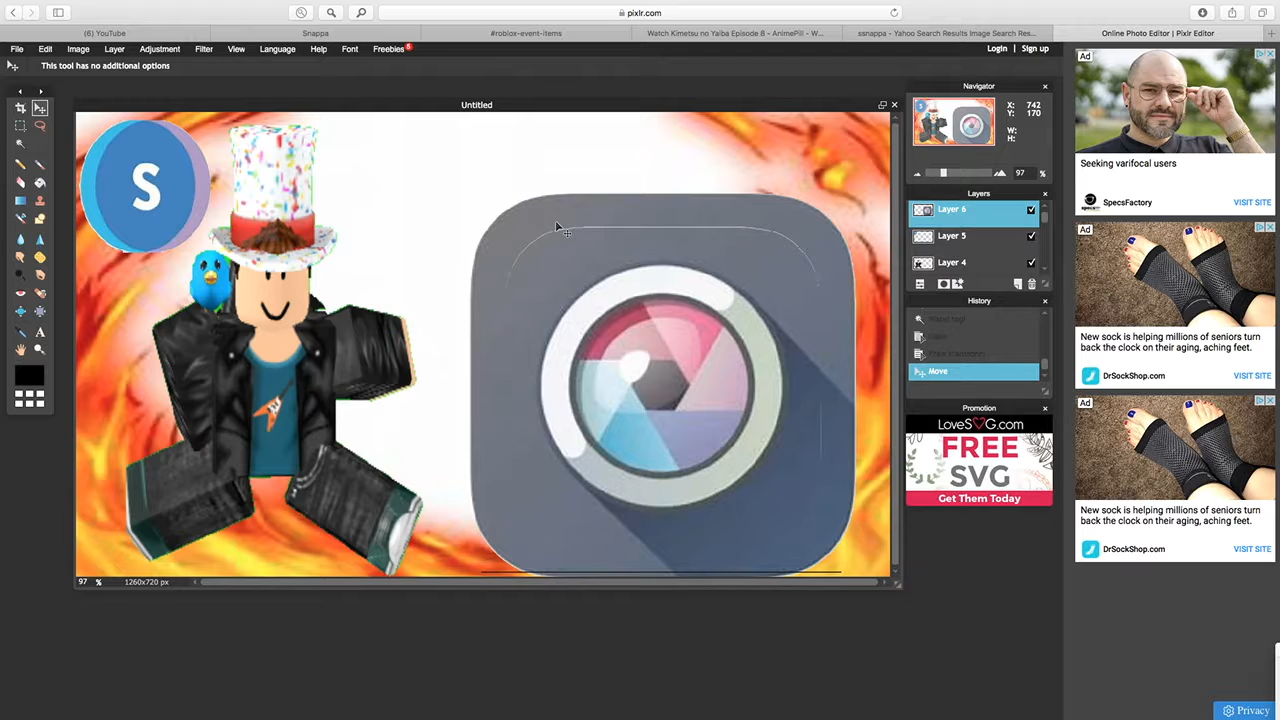 pixlr.com
(6) YouTube
Snappa
#roblox-event-items
Watch Kimetsu no Yaiba Episode 8 - AnimePill - W...
ssnappa - Yahoo Search Results Image Search Res...
Online Photo Editor | Pixlr Editor
File Edit Image Layer Adjustment Filter View Language Help Font Freebies 5
Login | Sign up
This tool has no additional options
Untitled
S
97 %
1260x720 px
Navigator
X: 742
Y: 170
W:
H:
97 %
Layers
Layer 6
Layer 5
Layer 4
History
Move
Promotion
LoveSVG.com
FREE
SVG
Get Them Today
Ad
Seeking varifocal users
SpecsFactory
VISIT SITE
Ad
New sock is helping millions of seniors turn
back the clock on their aging, aching feet.
DrSockShop.com
VISIT SITE
Ad
New sock is helping millions of seniors turn
back the clock on their aging, aching feet.
DrSockShop.com
VISIT SITE
Privacy